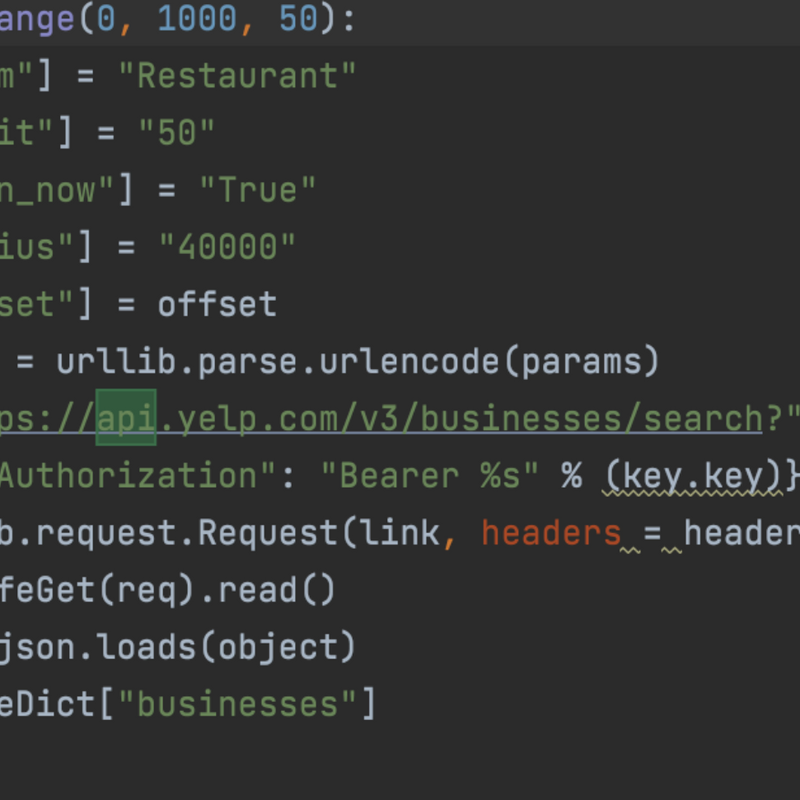 ange(0, 1000, 50):
m"] = "Restaurant"
it"] = "50"
n_now"] = "True"
ius"] = "40000"
set"] = offset
= urllib.parse.urlencode(params)
ps://api.yelp.com/v3/businesses/search?"
Authorization": "Bearer %s" % (key.key)}
b.request.Request(link, headers = header
feGet(req).read()
json.loads(object)
eDict["businesses"]